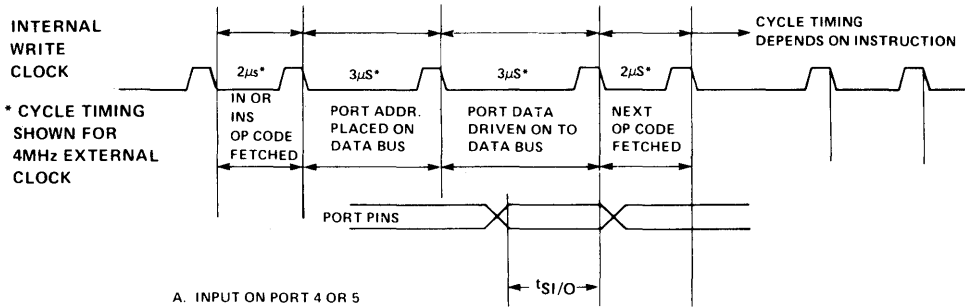 INTERNAL
WRITE
CLOCK
CYCLE TIMING
DEPENDS ON INSTRUCTION
2μs*
3μS*
3μS*
2μS*
* CYCLE TIMING
SHOWN FOR
4MHz EXTERNAL
CLOCK
IN OR
INS
OP CODE
FETCHED
PORT ADDR.
PLACED ON
DATA BUS
PORT DATA
DRIVEN ON TO
DATA BUS
NEXT
OP CODE
FETCHED
PORT PINS
tSI/O
A. INPUT ON PORT 4 OR 5